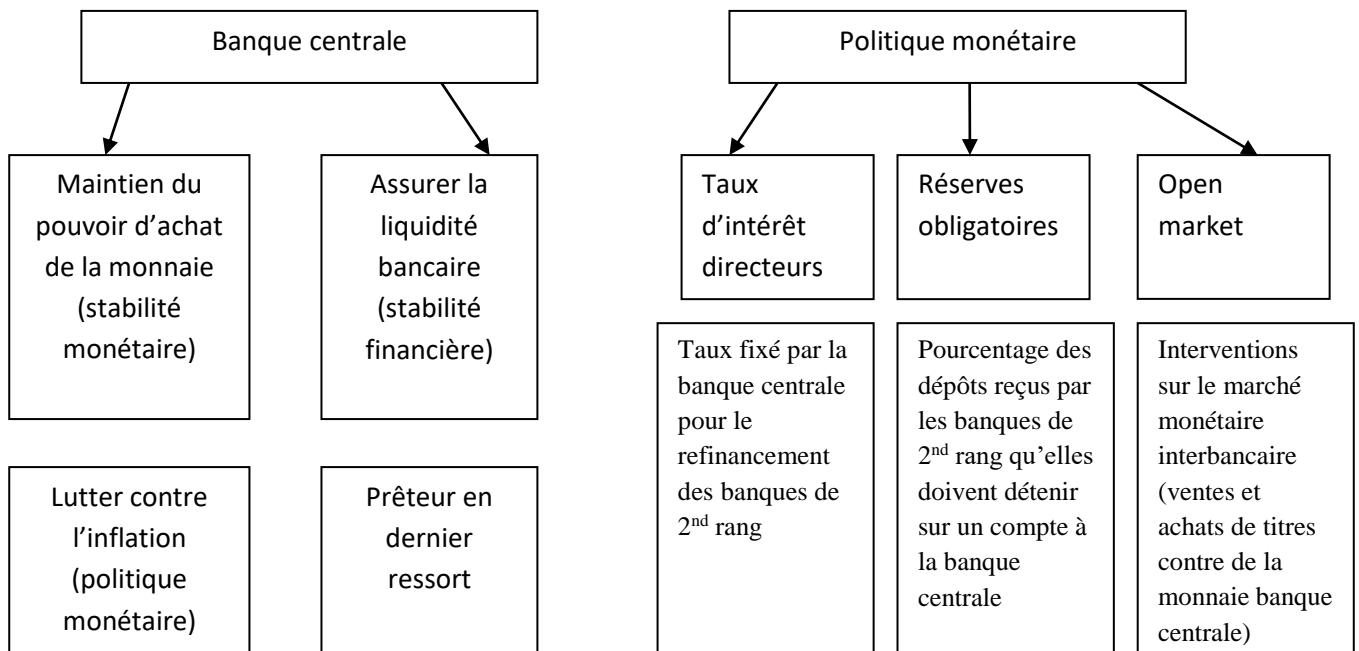 Banque centrale
Politique monétaire
Maintien du
pouvoir d’achat
de la monnaie
(stabilité
monétaire)
Assurer la
liquidité
bancaire
(stabilité
financière)
Taux
d’intérêt
directeurs
Réserves
obligatoires
Open
market
Lutter contre
l’inflation
(politique
monétaire)
Prêteur en
dernier
ressort
Taux fixé par la
banque centrale
pour le
refinancement
des banques de
2nd rang
Pourcentage des
dépôts reçus par
les banques de
2nd rang qu’elles
doivent détenir
sur un compte à
la banque
centrale
Interventions
sur le marché
monétaire
interbancaire
(ventes et
achats de titres
contre de la
monnaie banque
centrale)